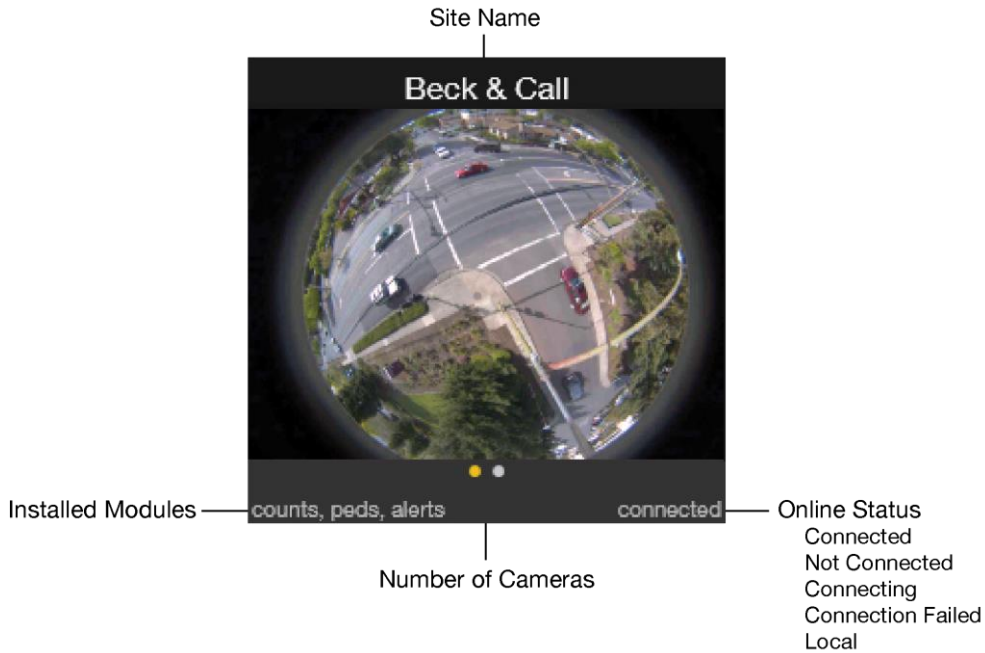 Site Name
Beck & Call
Installed Modules
counts, peds, alerts
connected
Online Status
Connected
Not Connected
Connecting
Connection Failed
Local
Number of Cameras